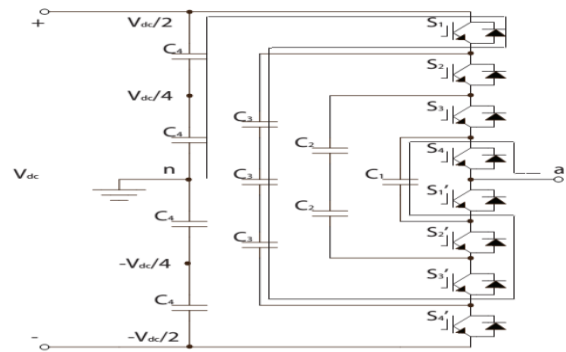 +
Vdc/2
C4
Vdc/4
C4
Vdc
n
C4
-Vdc/4
C4
-
-Vdc/2
C3
C3
C3
C2
C2
C1
S1
S2
S3
S4
a
S1'
S2'
S3'
S4'